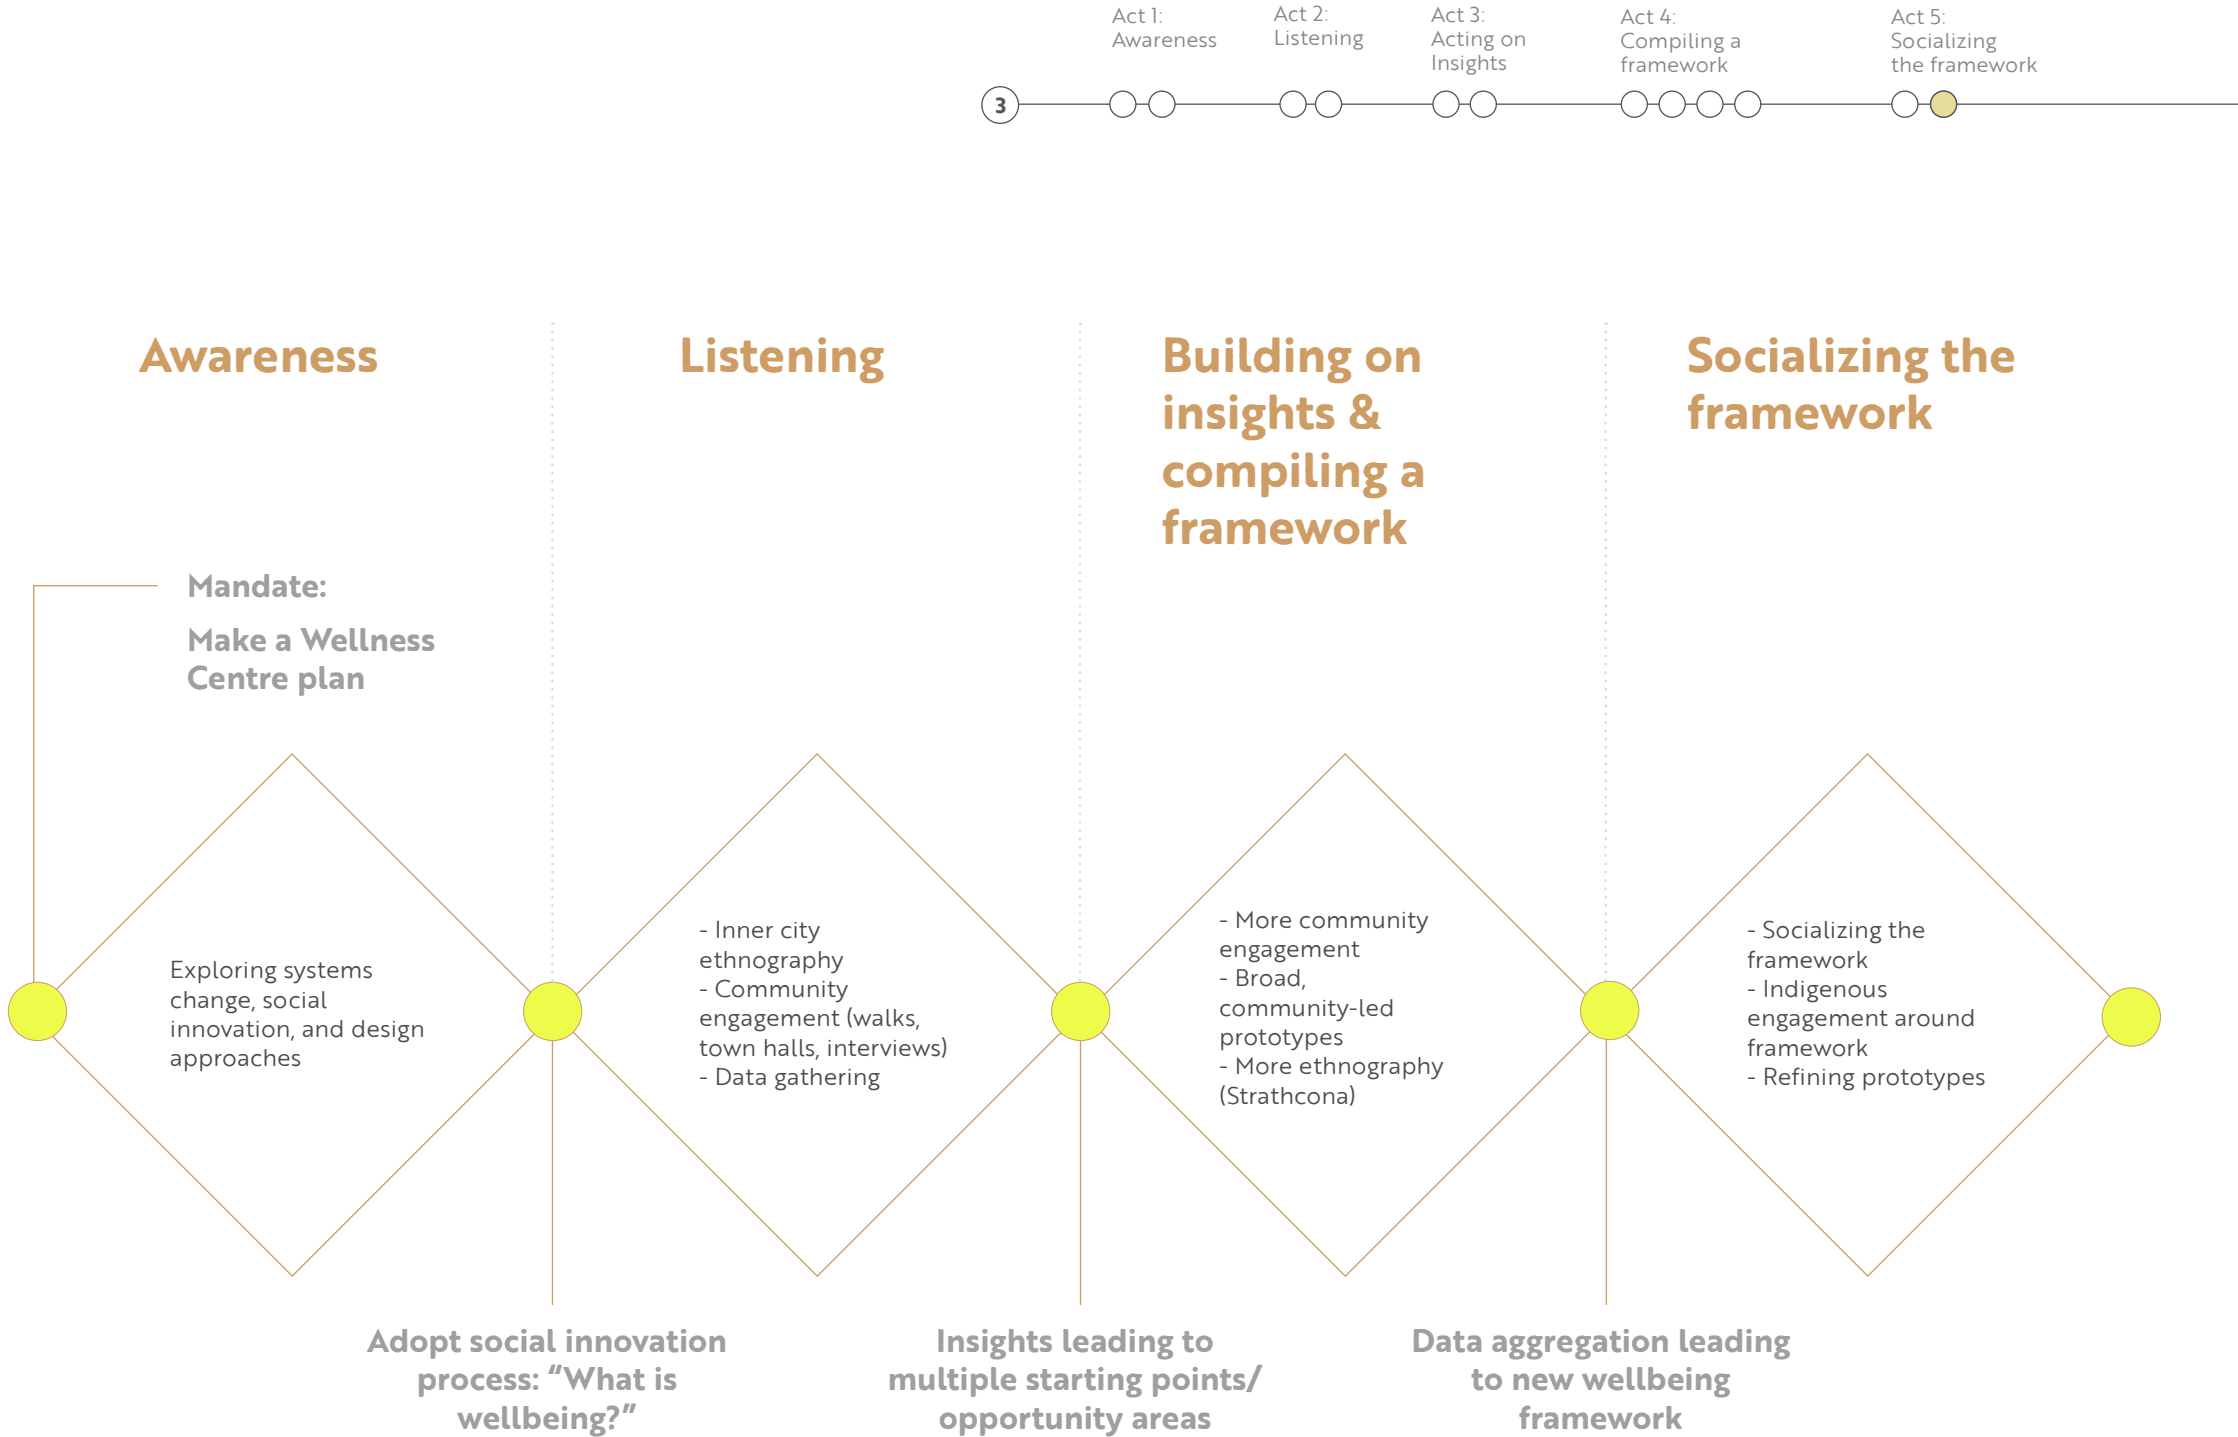 Act 1:
Awareness
Act 2:
Listening
Act 3:
Acting on
Insights
Act 4:
Compiling a
framework
Act 5:
Socializing
the framework
3
Awareness
Listening
Building on
insights &
compiling a
framework
Socializing the
framework
Mandate:
Make a Wellness
Centre plan
Exploring systems
change, social
innovation, and design
approaches
- Inner city
ethnography
- Community
engagement (walks,
town halls, interviews)
- Data gathering
- More community
engagement
- Broad,
community-led
prototypes
- More ethnography
(Strathcona)
- Socializing the
framework
- Indigenous
engagement around
framework
- Refining prototypes
Adopt social innovation
process: “What is
wellbeing?”
Insights leading to
multiple starting points/
opportunity areas
Data aggregation leading
to new wellbeing
framework